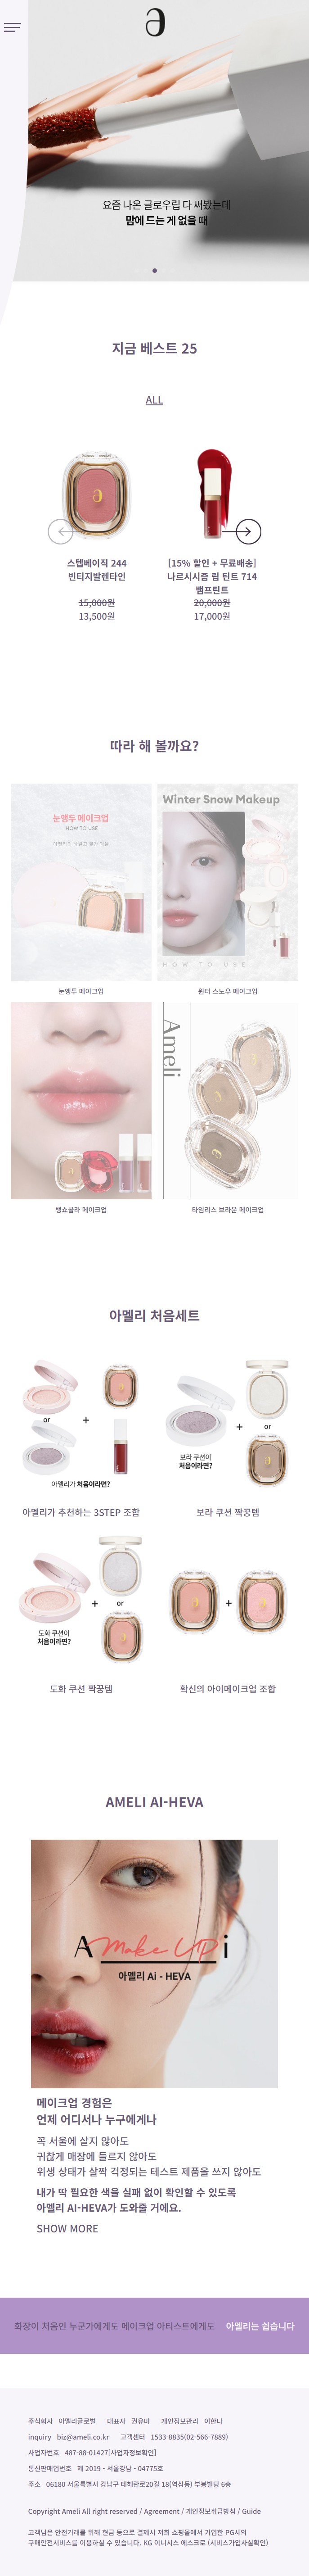 요즘 나온 글로우립 다 써봤는데
맘에 드는 게 없을 때
지금 베스트 25
ALL
스텝베이직 244
빈티지발렌타인
15,000원
13,500원
[15% 할인 + 무료배송]
나르시시즘 립 틴트 714
뱀프틴트
20,000원
17,000원
따라 해 볼까요?
눈앵두 메이크업
HOW TO USE
Winter Snow Makeup
HOW TO USE
눈앵두 메이크업
윈터 스노우 메이크업
Ameli
뱀쇼콜라 메이크업
타임리스 브라운 메이크업
아멜리 처음세트
or
+
아멜리가 처음이라면?
아멜리가 추천하는 3STEP 조합
+
or
보라 쿠션이
처음이라면?
보라 쿠션 짝꿍템
+
or
도화 쿠션이
처음이라면?
도화 쿠션 짝꿍템
+
확신의 아이메이크업 조합
AMELI AI-HEVA
A Make UP i
아멜리 Ai - HEVA
메이크업 경험은
언제 어디서나 누구에게나
꼭 서울에 살지 않아도
귀찮게 매장에 들르지 않아도
위생 상태가 살짝 걱정되는 테스트 제품을 쓰지 않아도
내가 딱 필요한 색을 실패 없이 확인할 수 있도록
아멜리 AI-HEVA가 도와줄 거에요.
SHOW MORE
화장이 처음인 누군가에게도 메이크업 아티스트에게도 아멜리는 쉽습니다
주식회사 아멜리글로벌 대표자 권유미 개인정보관리 이한나
inquiry biz@ameli.co.kr 고객센터 1533-8835(02-566-7889)
사업자번호 487-88-01427[사업자정보확인]
통신판매업번호 제 2019 - 서울강남 - 04775호
주소 06180 서울특별시 강남구 테헤란로20길 18(역삼동) 부봉빌딩 6층
Copyright Ameli All right reserved / Agreement / 개인정보취급방침 / Guide
고객님은 안전거래를 위해 현금 등으로 결제시 저희 쇼핑몰에서 가입한 PG사의
구매안전서비스를 이용하실 수 있습니다. KG 이니시스 에스크로 (서비스가입사실확인)